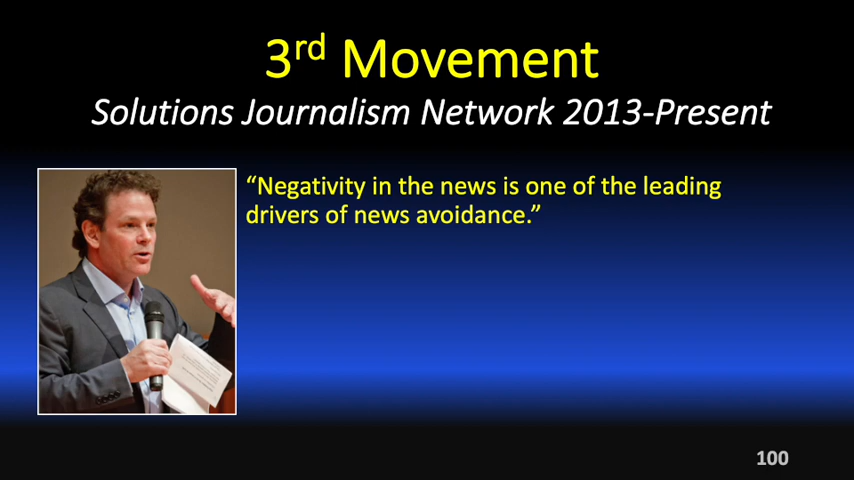 3rd Movement
Solutions Journalism Network 2013-Present
“Negativity in the news is one of the leading
drivers of news avoidance.”
100